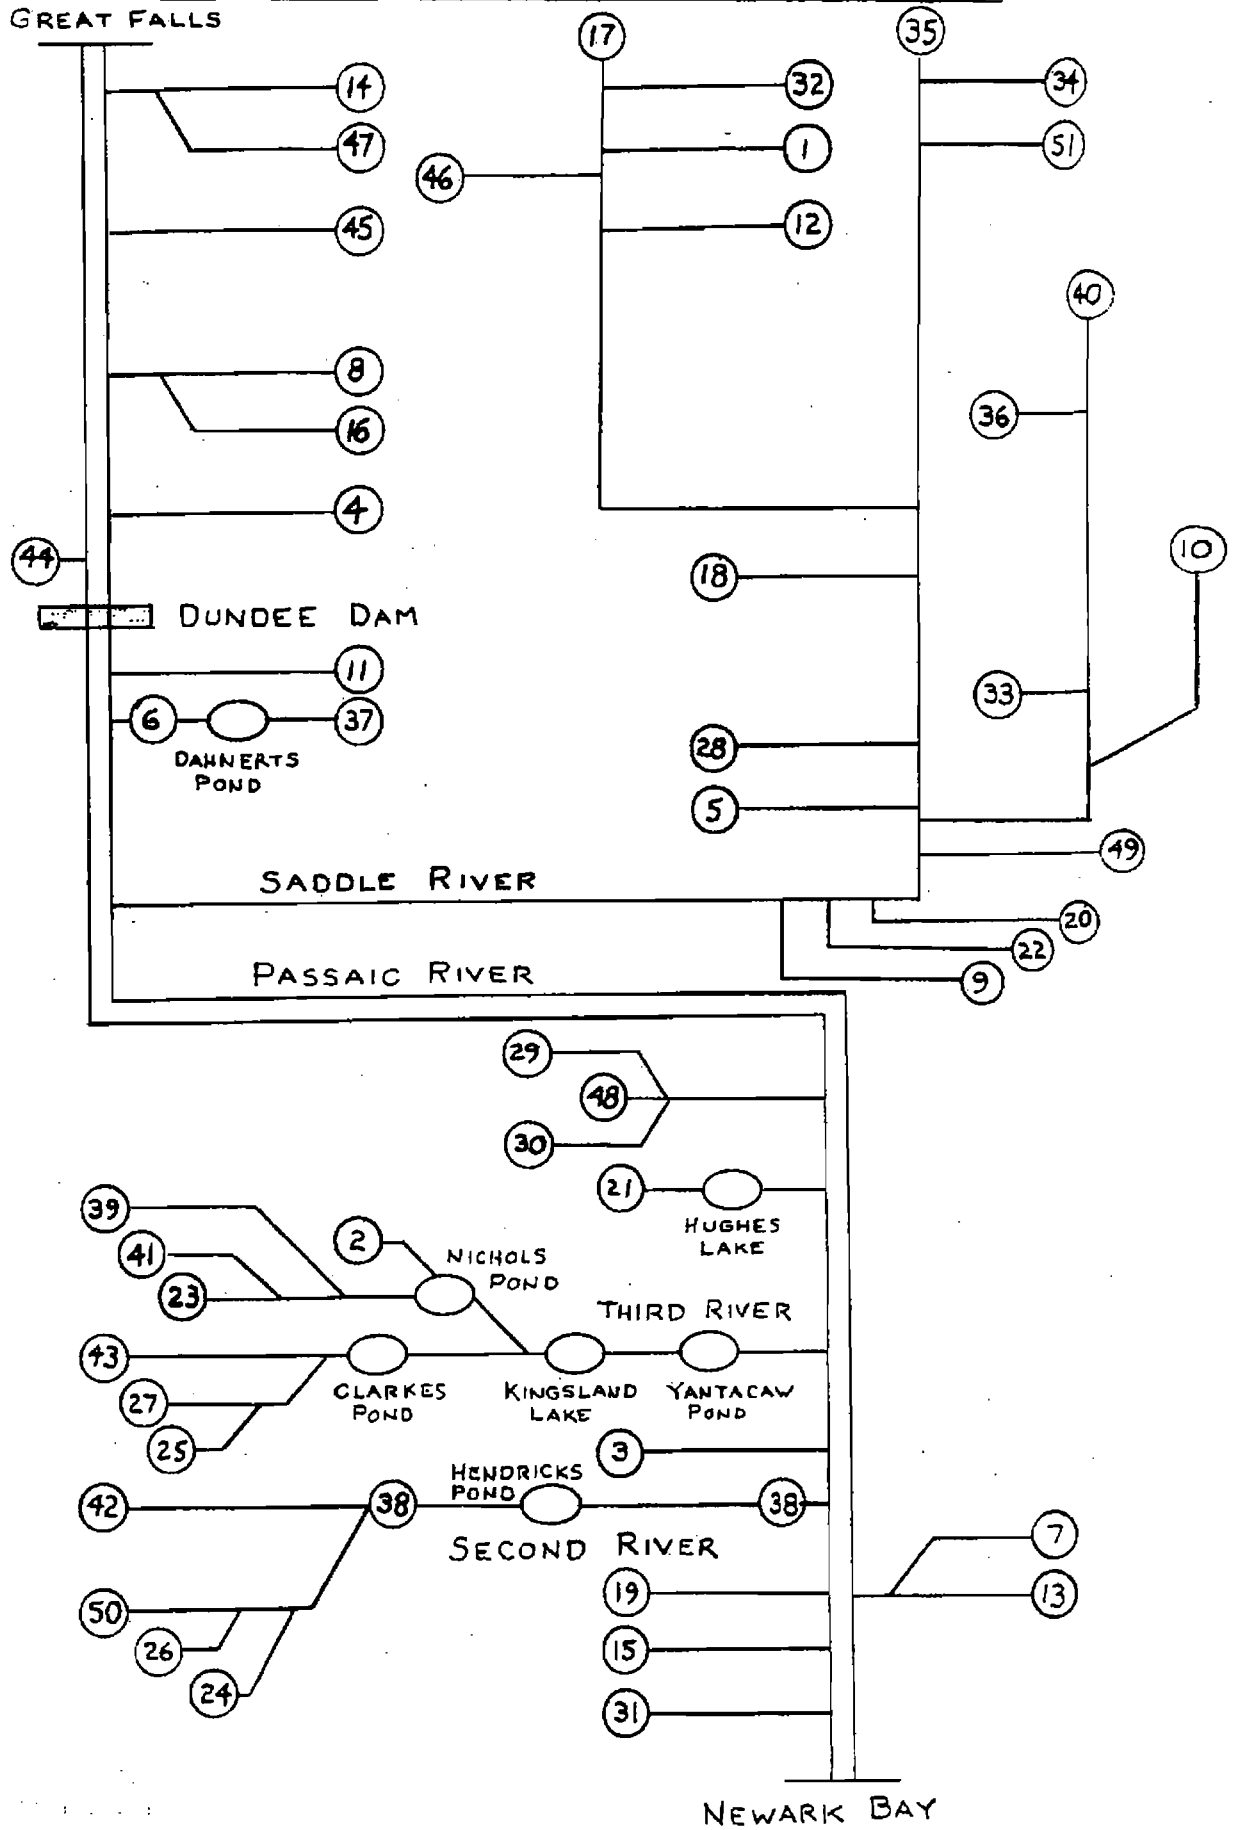 GREAT FALLS
17
35
14
32
34
47
1
51
46
12
45
40
8
36
16
4
10
44
18
DUNDEE DAM
11
33
6
37
DAHNERTS
POND
28
5
49
SADDLE RIVER
20
22
9
PASSAIC RIVER
29
48
30
21
HUGHES
LAKE
39
2
41
NICHOLS
POND
23
THIRD RIVER
43
CLARKES
POND
KINGSLAND
LAKE
YANTACAW
POND
27
25
3
HENDRICKS
POND
42
38
38
SECOND RIVER
7
19
13
50
26
15
24
31
NEWARK BAY